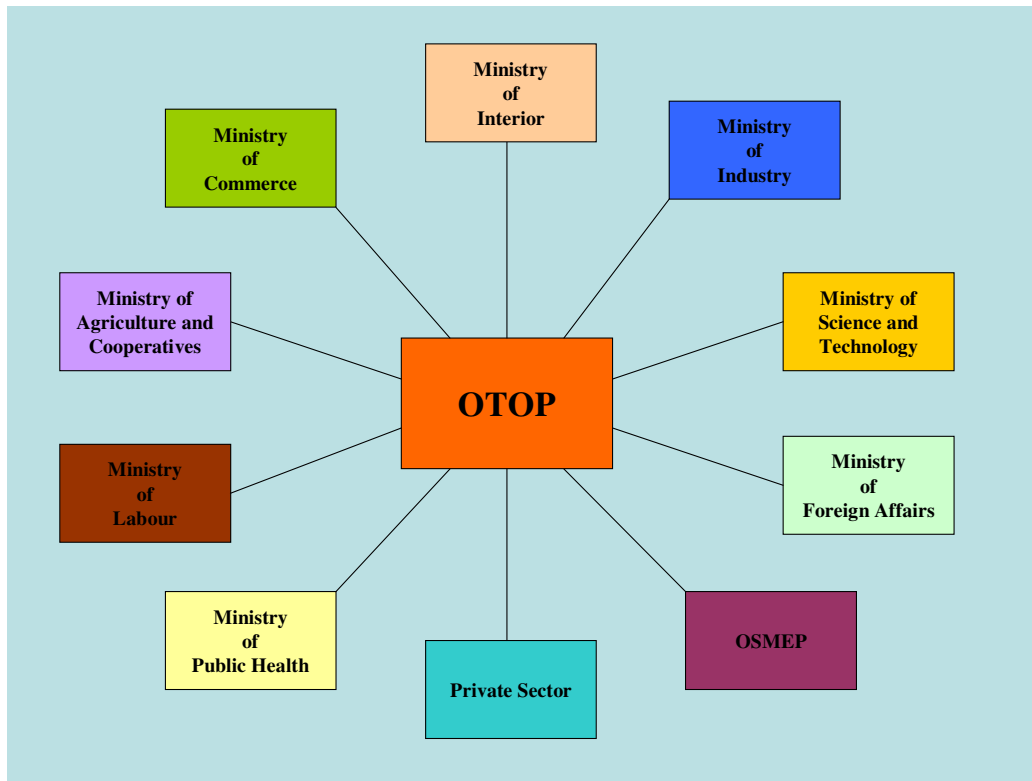 Ministry
of
Interior
Ministry
of
Commerce
Ministry
of
Industry
Ministry of
Agriculture and
Cooperatives
Ministry of
Science and
Technology
OTOP
Ministry
of
Labour
Ministry
of
Foreign Affairs
Ministry
of
Public Health
Private Sector
OSMEP